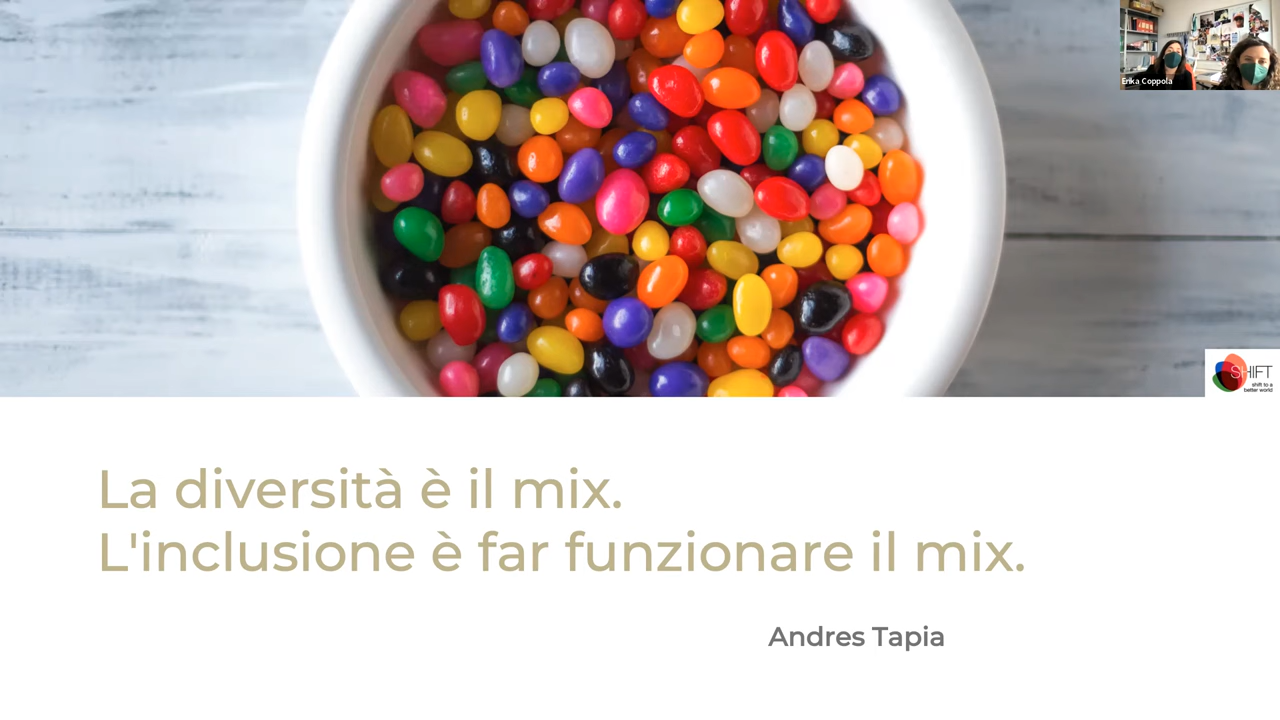 Erika Coppola
SHIFT
shift to a
better world
La diversità è il mix.
L'inclusione è far funzionare il mix.
Andres Tapia